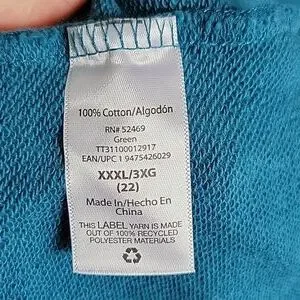 100% Cotton/Algodón
RN# 52469
Green
TT31100012917
EAN/UPC 1 9475426029
XXXL/3XG
(22)
Made In/Hecho En
China
THIS LABEL YARN IS MADE
OUT OF 100% RECYCLED
POLYESTER MATERIALS